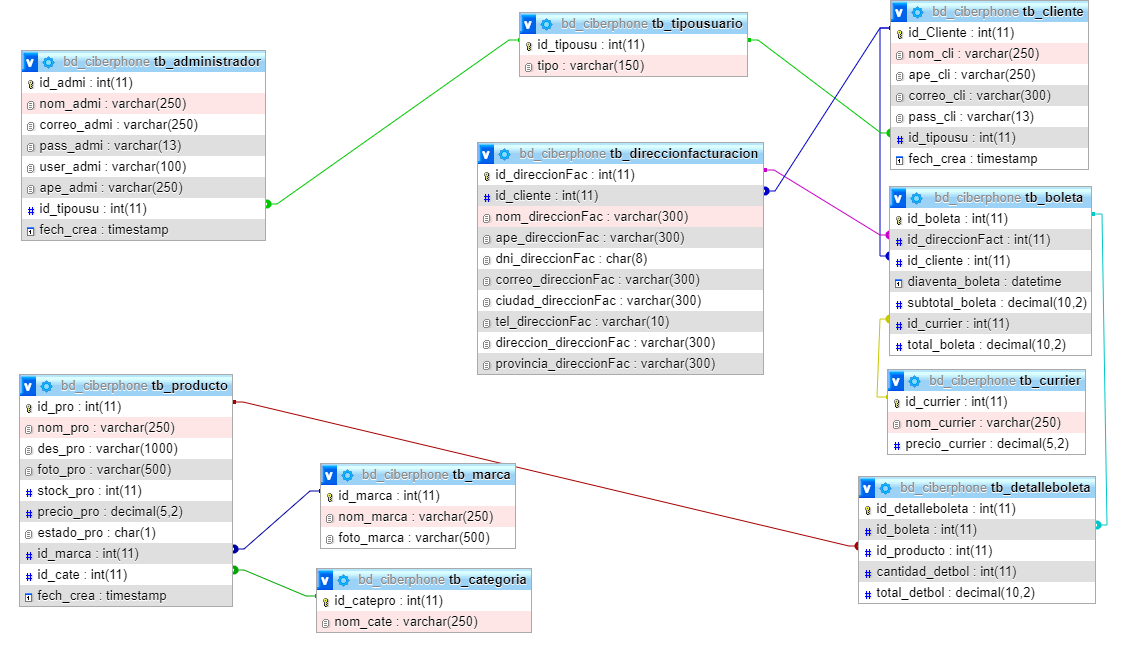 bd_ciberphone tb_tipousuario
id_tipousu : int(11)
tipo : varchar(150)
bd_ciberphone tb_cliente
id_Cliente : int(11)
nom_cli : varchar(250)
ape_cli : varchar(250)
correo_cli : varchar(300)
pass_cli : varchar(13)
id_tipousu : int(11)
fech_crea : timestamp
bd_ciberphone tb_administrador
id_admi : int(11)
nom_admi : varchar(250)
correo_admi : varchar(250)
pass_admi : varchar(13)
user_admi : varchar(100)
ape_admi : varchar(250)
id_tipousu : int(11)
fech_crea : timestamp
bd_ciberphone tb_direccionfacturacion
id_direccionFac : int(11)
id_cliente : int(11)
nom_direccionFac : varchar(300)
ape_direccionFac : varchar(300)
dni_direccionFac : char(8)
correo_direccionFac : varchar(300)
ciudad_direccionFac : varchar(300)
tel_direccionFac : varchar(10)
direccion_direccionFac : varchar(300)
provincia_direccionFac : varchar(300)
bd_ciberphone tb_boleta
id_boleta : int(11)
id_direccionFact : int(11)
id_cliente : int(11)
diaventa_boleta : datetime
subtotal_boleta : decimal(10,2)
id_currier : int(11)
total_boleta : decimal(10,2)
bd_ciberphone tb_currier
id_currier : int(11)
nom_currier : varchar(250)
precio_currier : decimal(5,2)
bd_ciberphone tb_producto
id_pro : int(11)
nom_pro : varchar(250)
des_pro : varchar(1000)
foto_pro : varchar(500)
stock_pro : int(11)
precio_pro : decimal(5,2)
estado_pro : char(1)
id_marca : int(11)
id_cate : int(11)
fech_crea : timestamp
bd_ciberphone tb_marca
id_marca : int(11)
nom_marca : varchar(250)
foto_marca : varchar(500)
bd_ciberphone tb_categoria
id_catepro : int(11)
nom_cate : varchar(250)
bd_ciberphone tb_detalleboleta
id_detalleboleta : int(11)
id_boleta : int(11)
id_producto : int(11)
cantidad_detbol : int(11)
total_detbol : decimal(10,2)